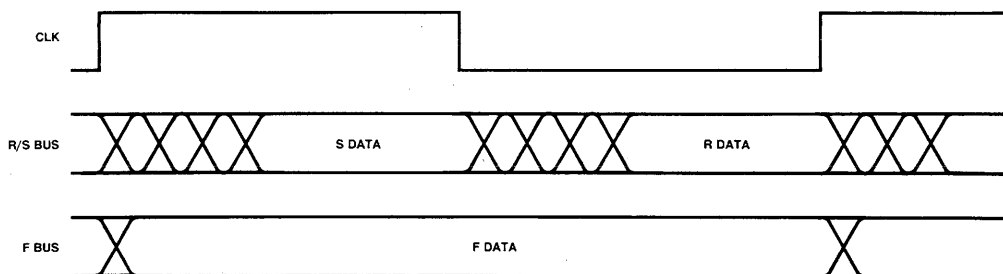 CLK
R/S BUS
S DATA
R DATA
F BUS
F DATA